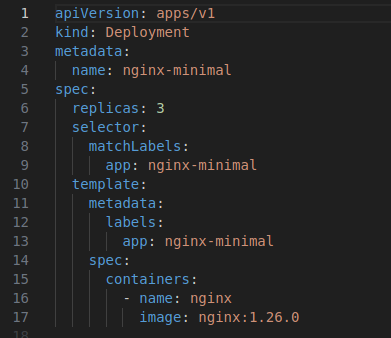 1 apiVersion: apps/v1
2 kind: Deployment
3 metadata:
4   name: nginx-minimal
5 spec:
6   replicas: 3
7   selector:
8     matchLabels:
9       app: nginx-minimal
10   template:
11     metadata:
12       labels:
13         app: nginx-minimal
14     spec:
15       containers:
16         - name: nginx
17           image: nginx:1.26.0
18